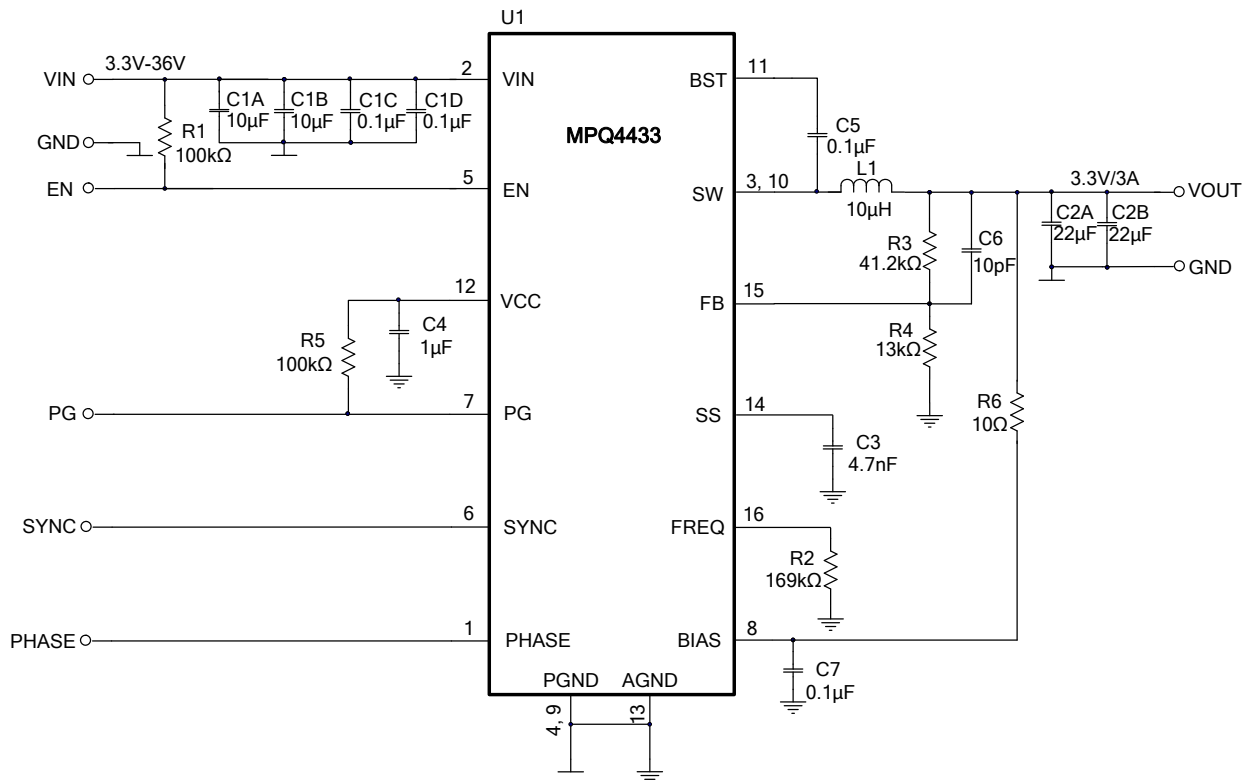 U1
MPQ4433
VIN
3.3V-36V
2
VIN
C1A
10µF
C1B
10µF
C1C
0.1µF
C1D
0.1µF
GND
R1
100kΩ
EN
5
EN
12
VCC
R5
100kΩ
C4
1µF
PG
7
PG
SYNC
6
SYNC
PHASE
1
PHASE
PGND
AGND
4, 9
13
BST
11
C5
0.1µF
SW
3, 10
L1
10µH
3.3V/3A
VOUT
C2A
22µF
C2B
22µF
GND
R3
41.2kΩ
C6
10pF
FB
15
R4
13kΩ
SS
14
C3
4.7nF
R6
10Ω
FREQ
16
R2
169kΩ
BIAS
8
C7
0.1µF